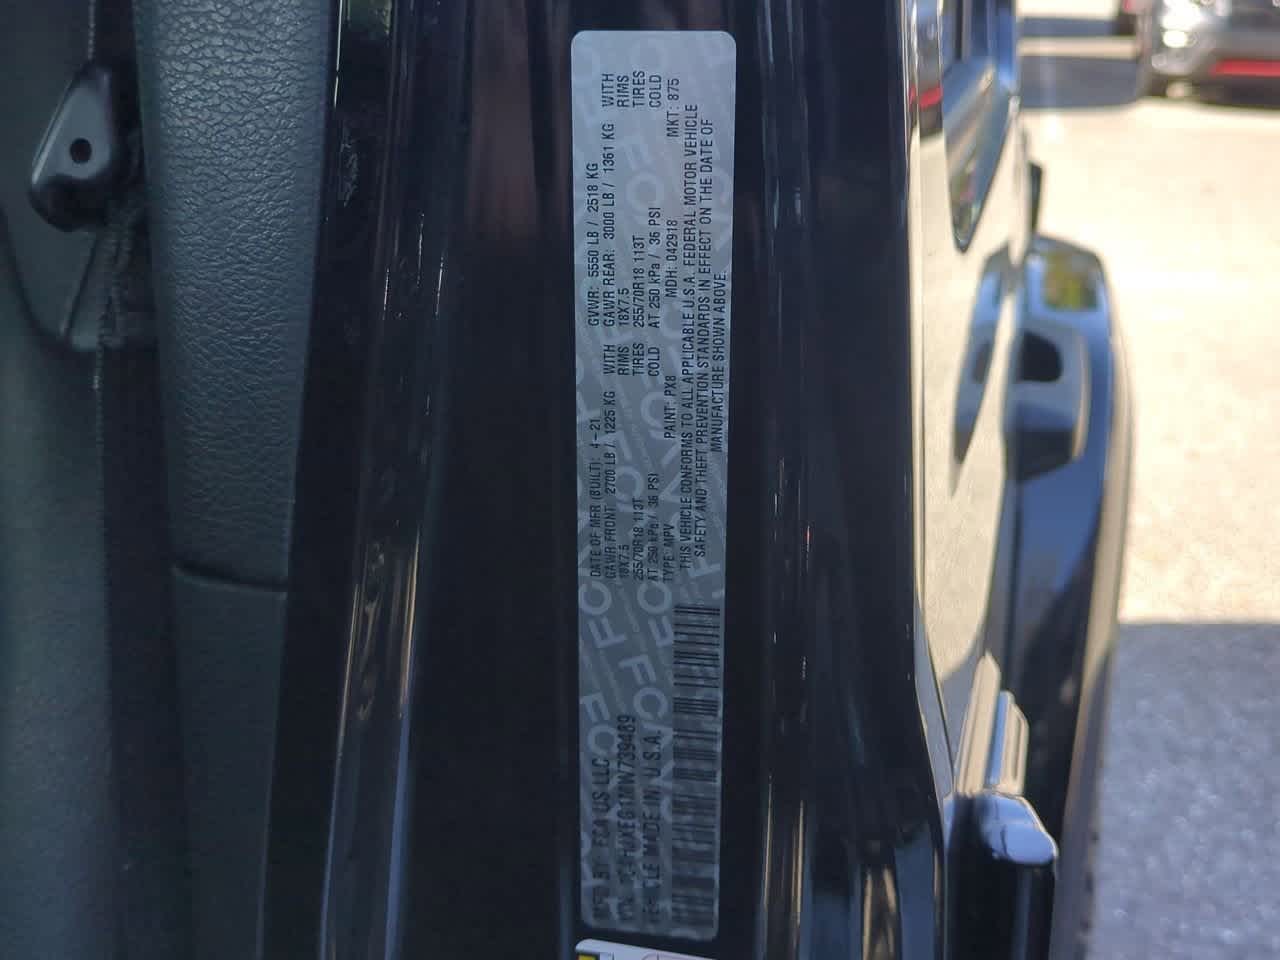 MFD BY FCA US LLC
HJXEG1MW739489
MADE IN U.S.A.
DATE OF MFR (BUILT): 4-21 GVWR: 5550 LB / 2518 KG
GAWR FRONT 2700 LB / 1225 KG WITH GAWR REAR: 3000 LB / 1361 KG WITH
18X7.5 RIMS 18X7.5 RIMS
255/70R18 113T TIRES 255/70R18 113T TIRES
AT 250 kPa / 36 PSI COLD AT 250 kPa / 36 PSI COLD
TYPE: MPV PAINT: PX8 MDH: 042918 MKT: 875
THIS VEHICLE CONFORMS TO ALL APPLICABLE U.S.A. FEDERAL MOTOR VEHICLE
SAFETY AND THEFT PREVENTION STANDARDS IN EFFECT ON THE DATE OF
MANUFACTURE SHOWN ABOVE.